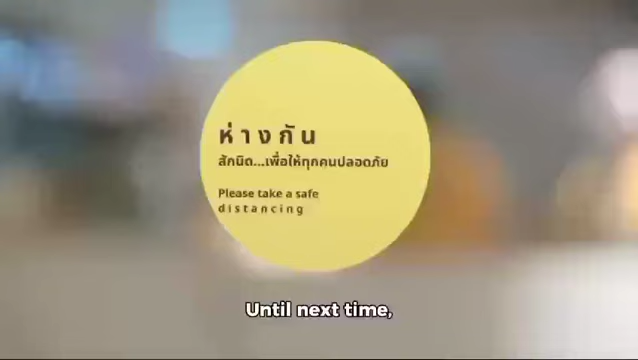 ห่างกัน
สักนิด...เพื่อให้ทุกคนปลอดภัย
Please take a safe
distancing
Until next time,